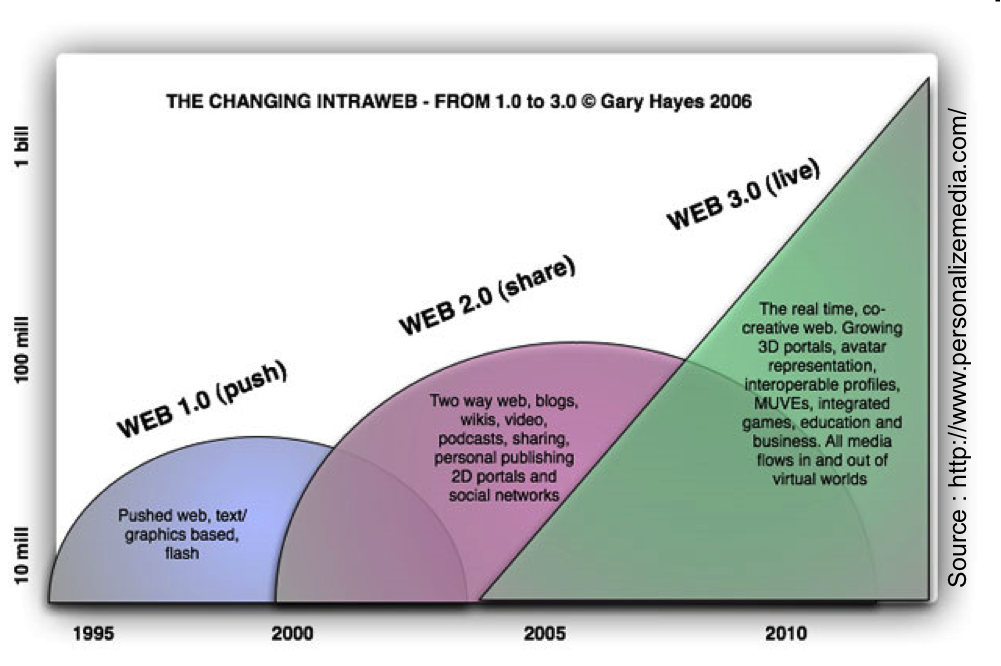 THE CHANGING INTRAWEB - FROM 1.0 to 3.0 © Gary Hayes 2006
1 bill
100 mill
10 mill
WEB 1.0 (push)
Pushed web, text/
graphics based,
flash
WEB 2.0 (share)
Two way web, blogs,
wikis, video,
podcasts, sharing,
personal publishing
2D portals and
social networks
WEB 3.0 (live)
The real time, co-
creative web. Growing
3D portals, avatar
representation,
interoperable profiles,
MUVEs, integrated
games, education and
business. All media
flows in and out of
virtual worlds
1995
2000
2005
2010
Source : http://www.personalizemedia.com/